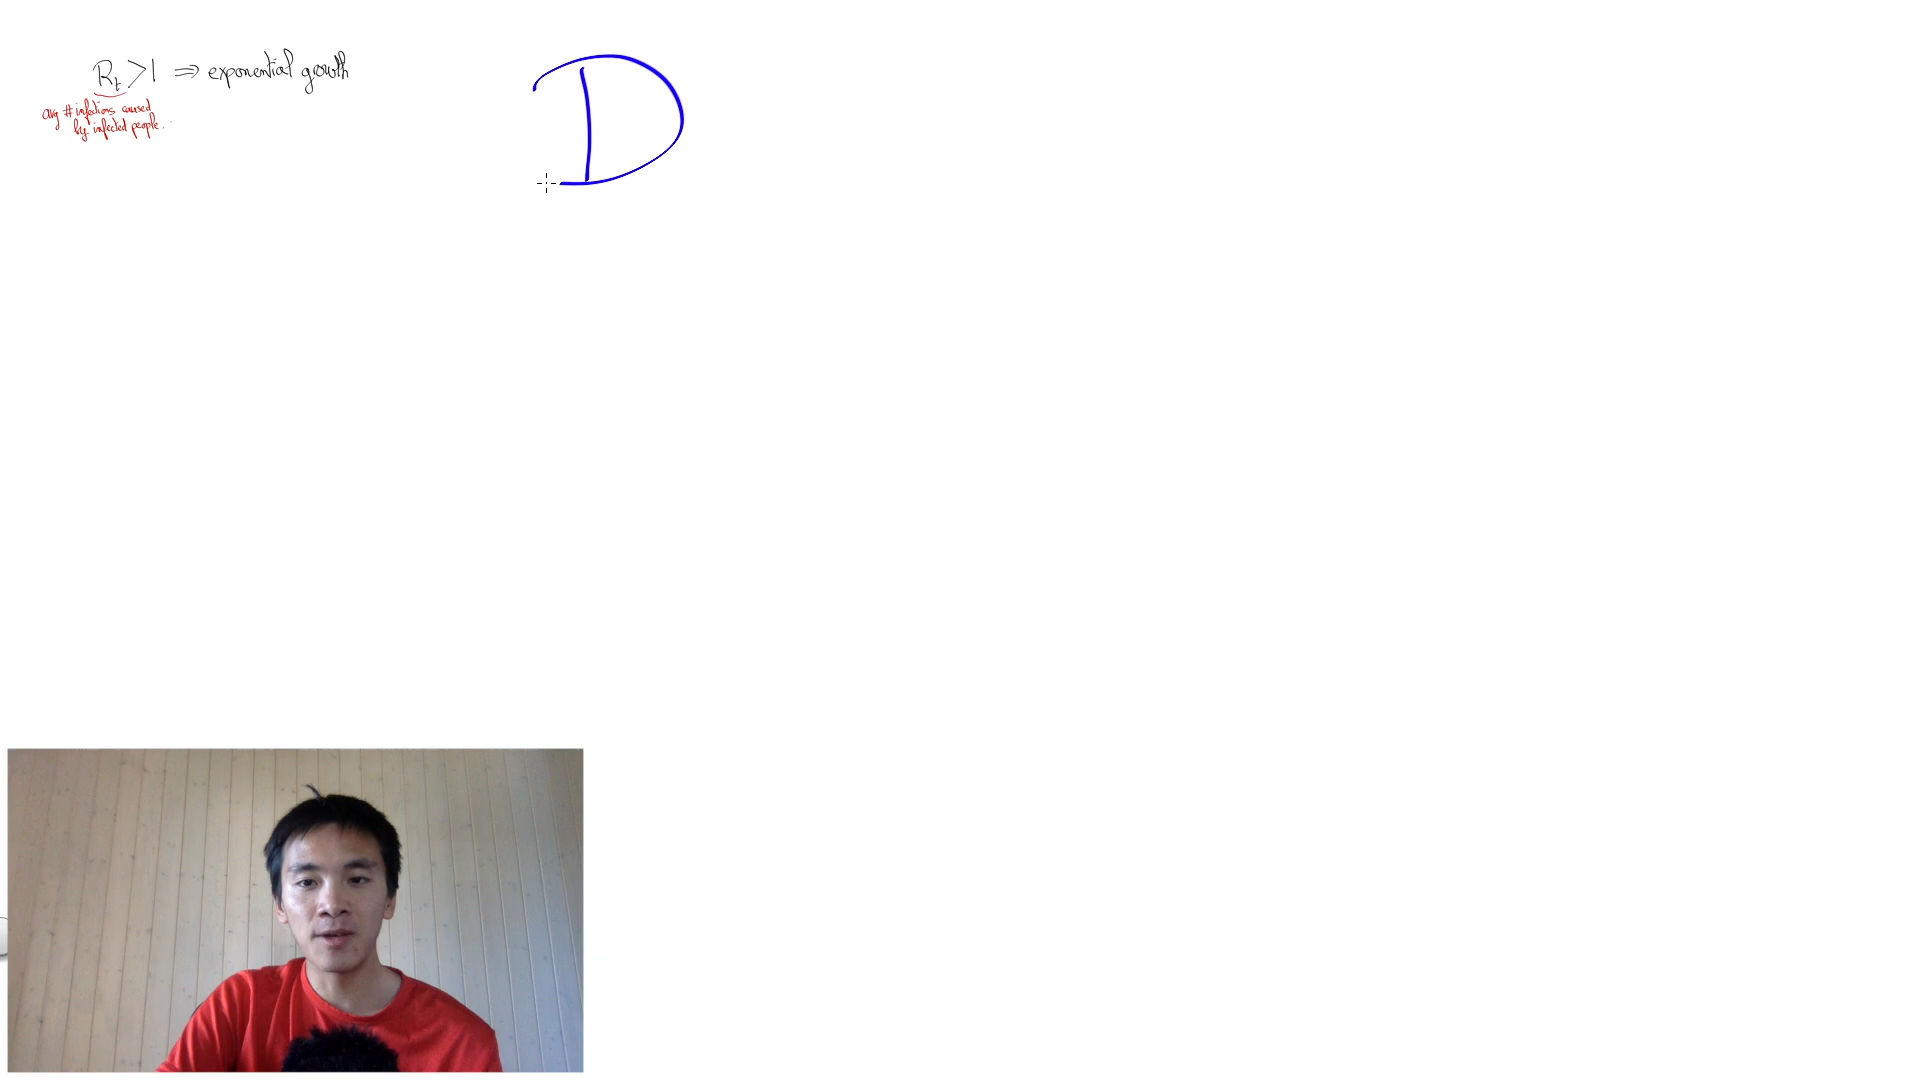 Rt > 1 ⇒ exponential growth
avg # infections caused
by infected people.
D